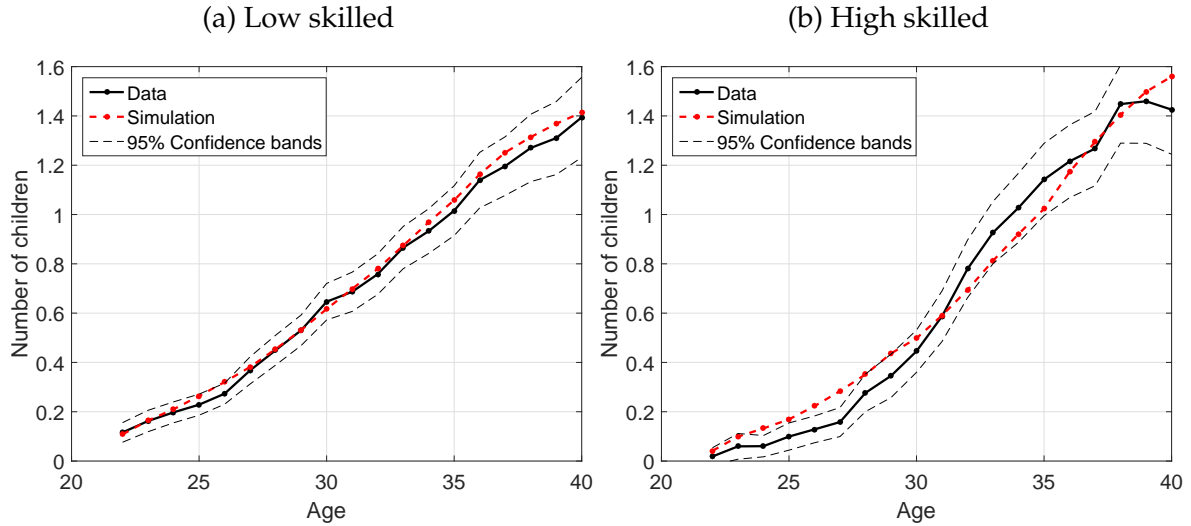 (a) Low skilled
Number of children
1.6
1.4
1.2
1
0.8
0.6
0.4
0.2
0
Data
Simulation
95% Confidence bands
20 25 30 35 40
Age
(b) High skilled
Number of children
1.6
1.4
1.2
1
0.8
0.6
0.4
0.2
0
Data
Simulation
95% Confidence bands
20 25 30 35 40
Age